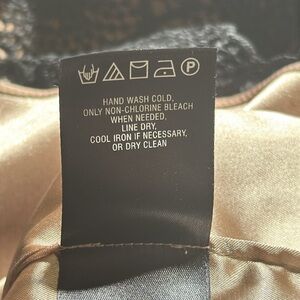 P
HAND WASH COLD,
ONLY NON-CHLORINE BLEACH
WHEN NEEDED,
LINE DRY,
COOL IRON IF NECESSARY,
OR DRY CLEAN